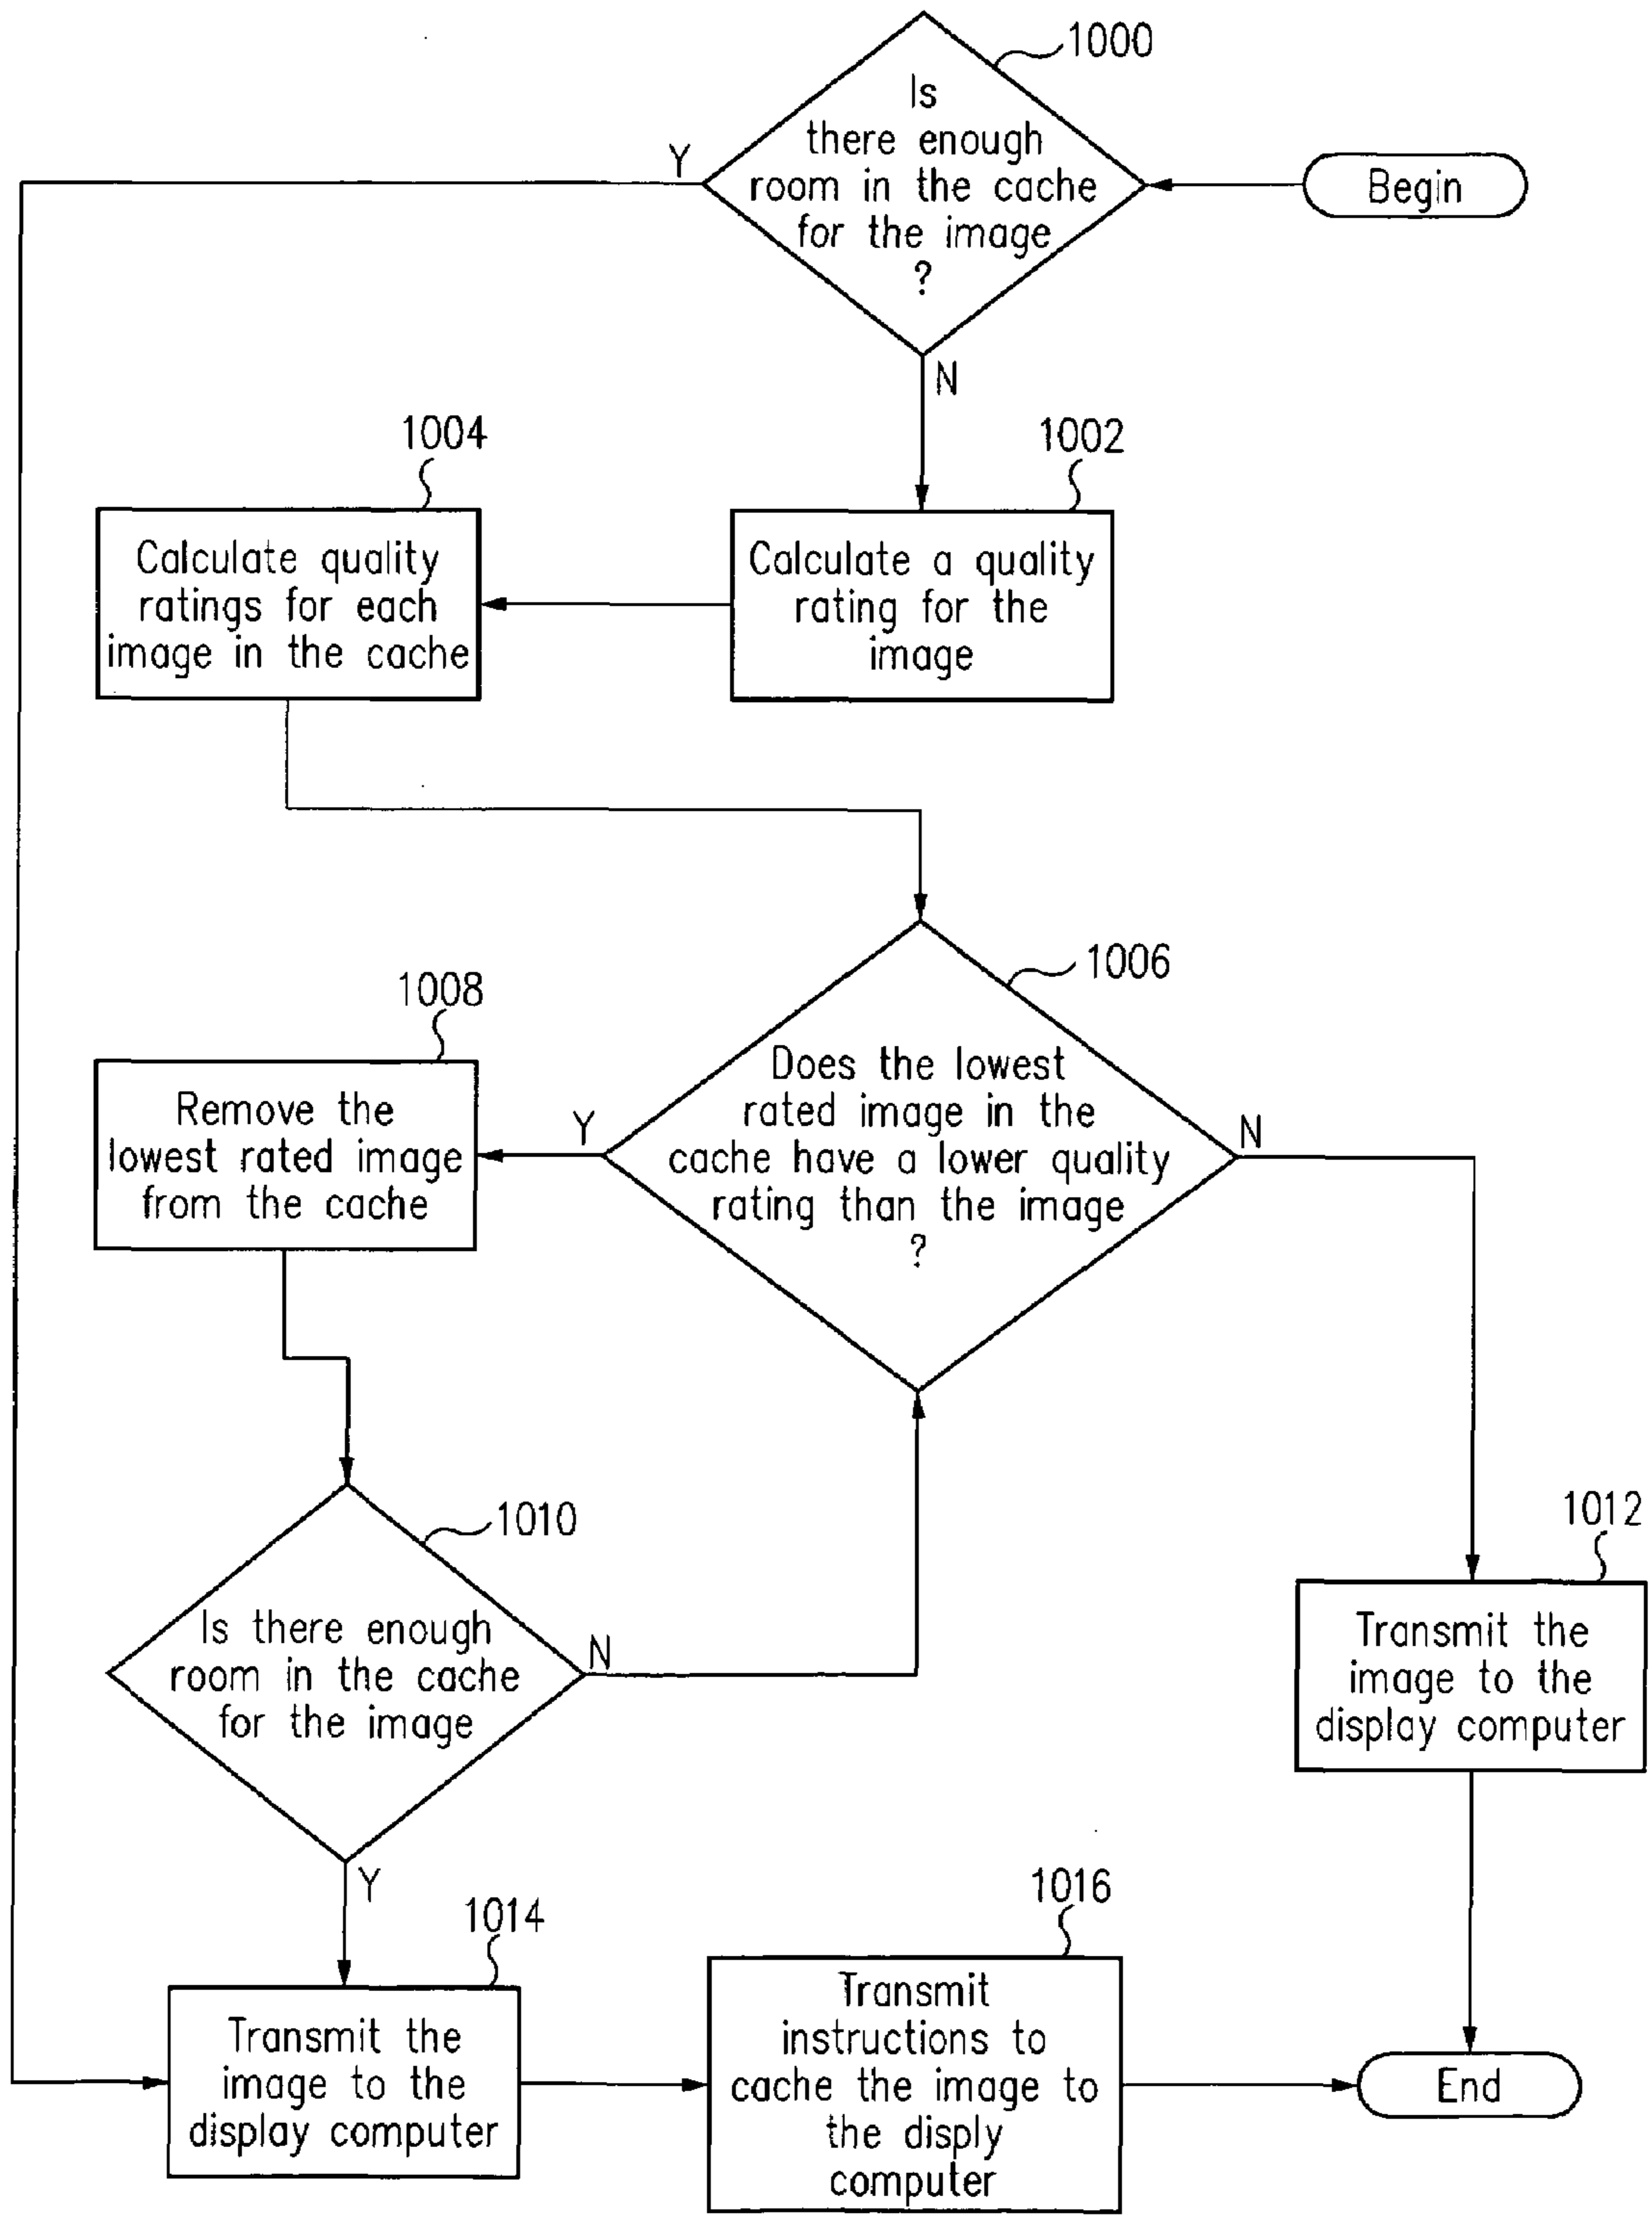 1000
Is
there enough
room in the cache
for the image
?
Begin
Y
N
1004
1002
Calculate quality
ratings for each
image in the cache
Calculate a quality
rating for the
image
1006
1008
Does the lowest
rated image in the
cache have a lower quality
rating than the image
?
Y
N
Remove the
lowest rated image
from the cache
1010
Is there enough
room in the cache
for the image
N
Y
1012
Transmit the
image to the
display computer
1014
Transmit the
image to the
display computer
1016
Transmit
instructions to
cache the image to
the disply
computer
End